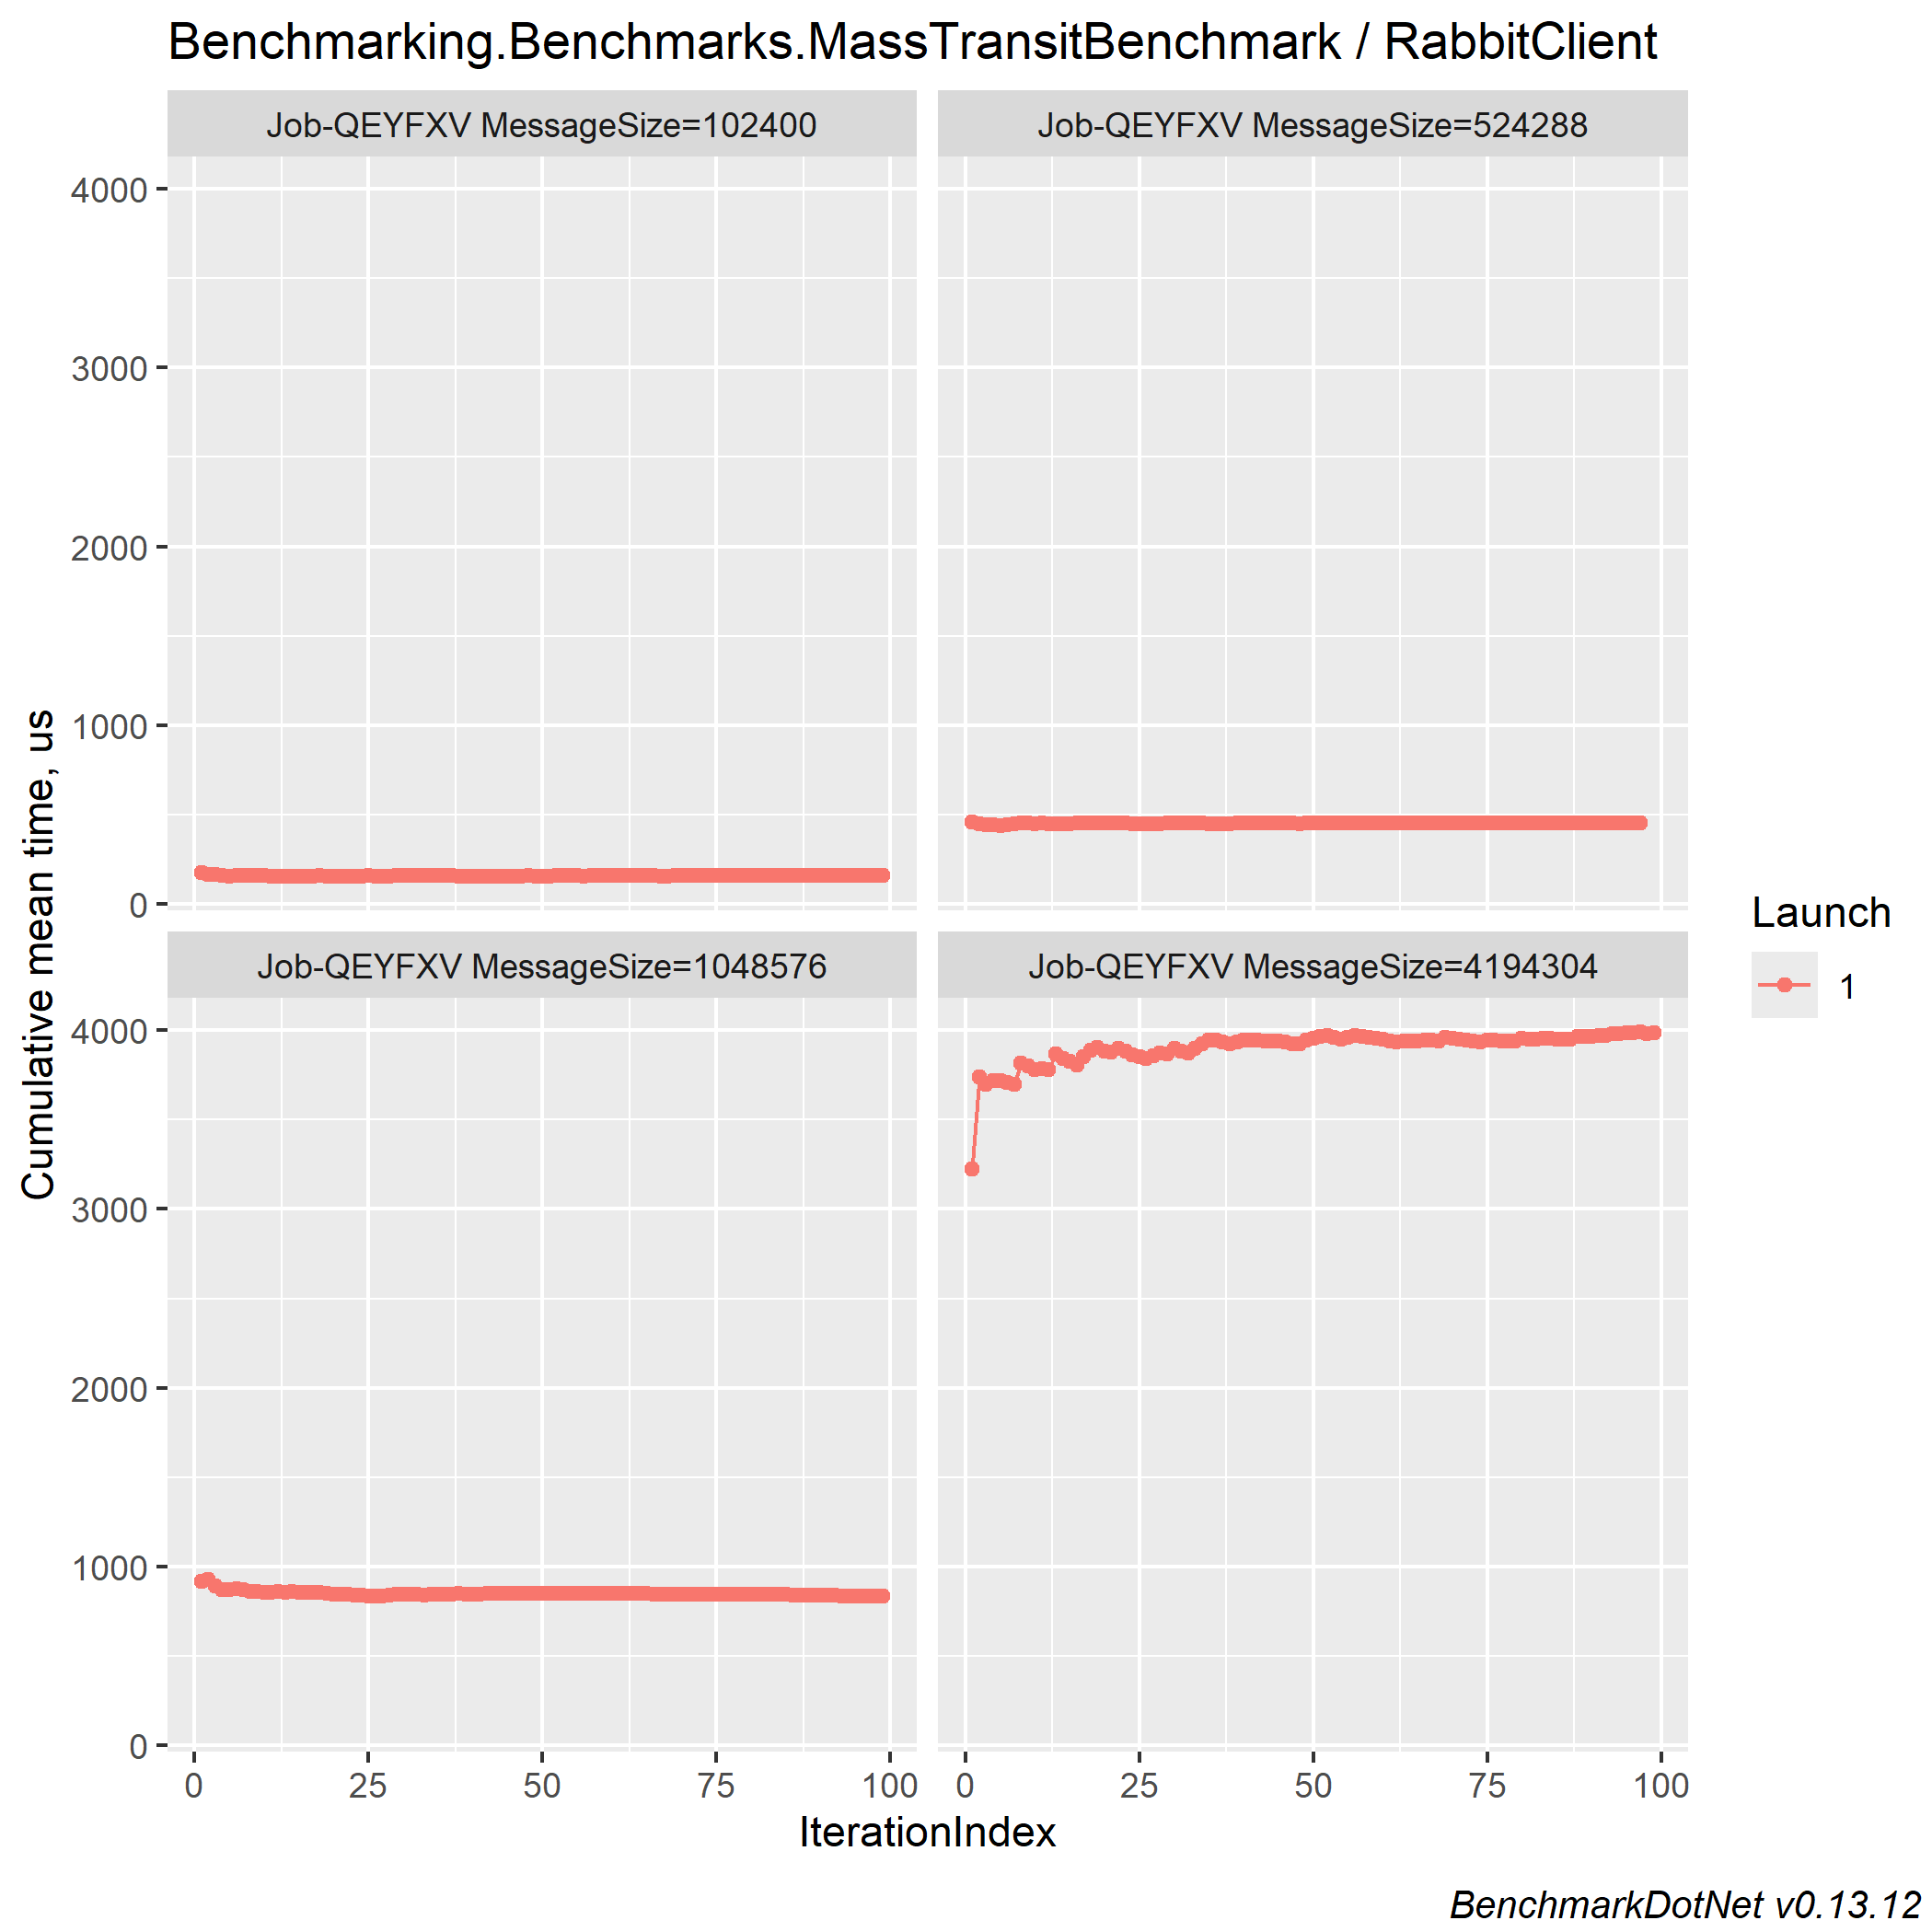 Benchmarking.Benchmarks.MassTransitBenchmark / RabbitClient
Job-QEYFXV MessageSize=102400
Job-QEYFXV MessageSize=524288
4000
3000
2000
1000
0
Job-QEYFXV MessageSize=1048576
Job-QEYFXV MessageSize=4194304
4000
3000
2000
1000
0
Cumulative mean time, us
0 25 50 75 100
0 25 50 75 100
IterationIndex
Launch
1
BenchmarkDotNet v0.13.12